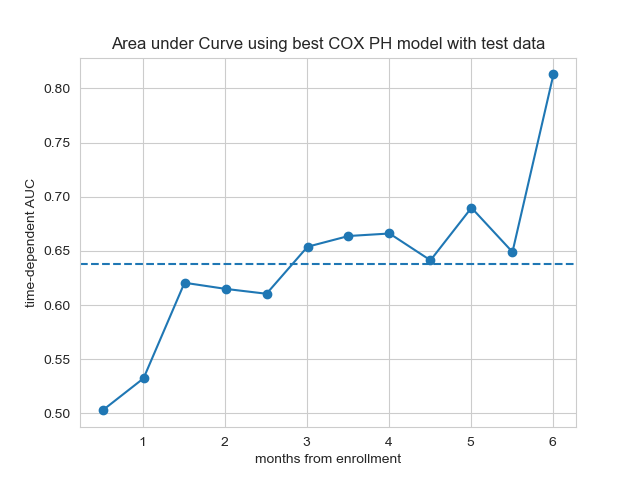 Area under Curve using best COX PH model with test data
time-dependent AUC
0.80
0.75
0.70
0.65
0.60
0.55
0.50
1 2 3 4 5 6
months from enrollment